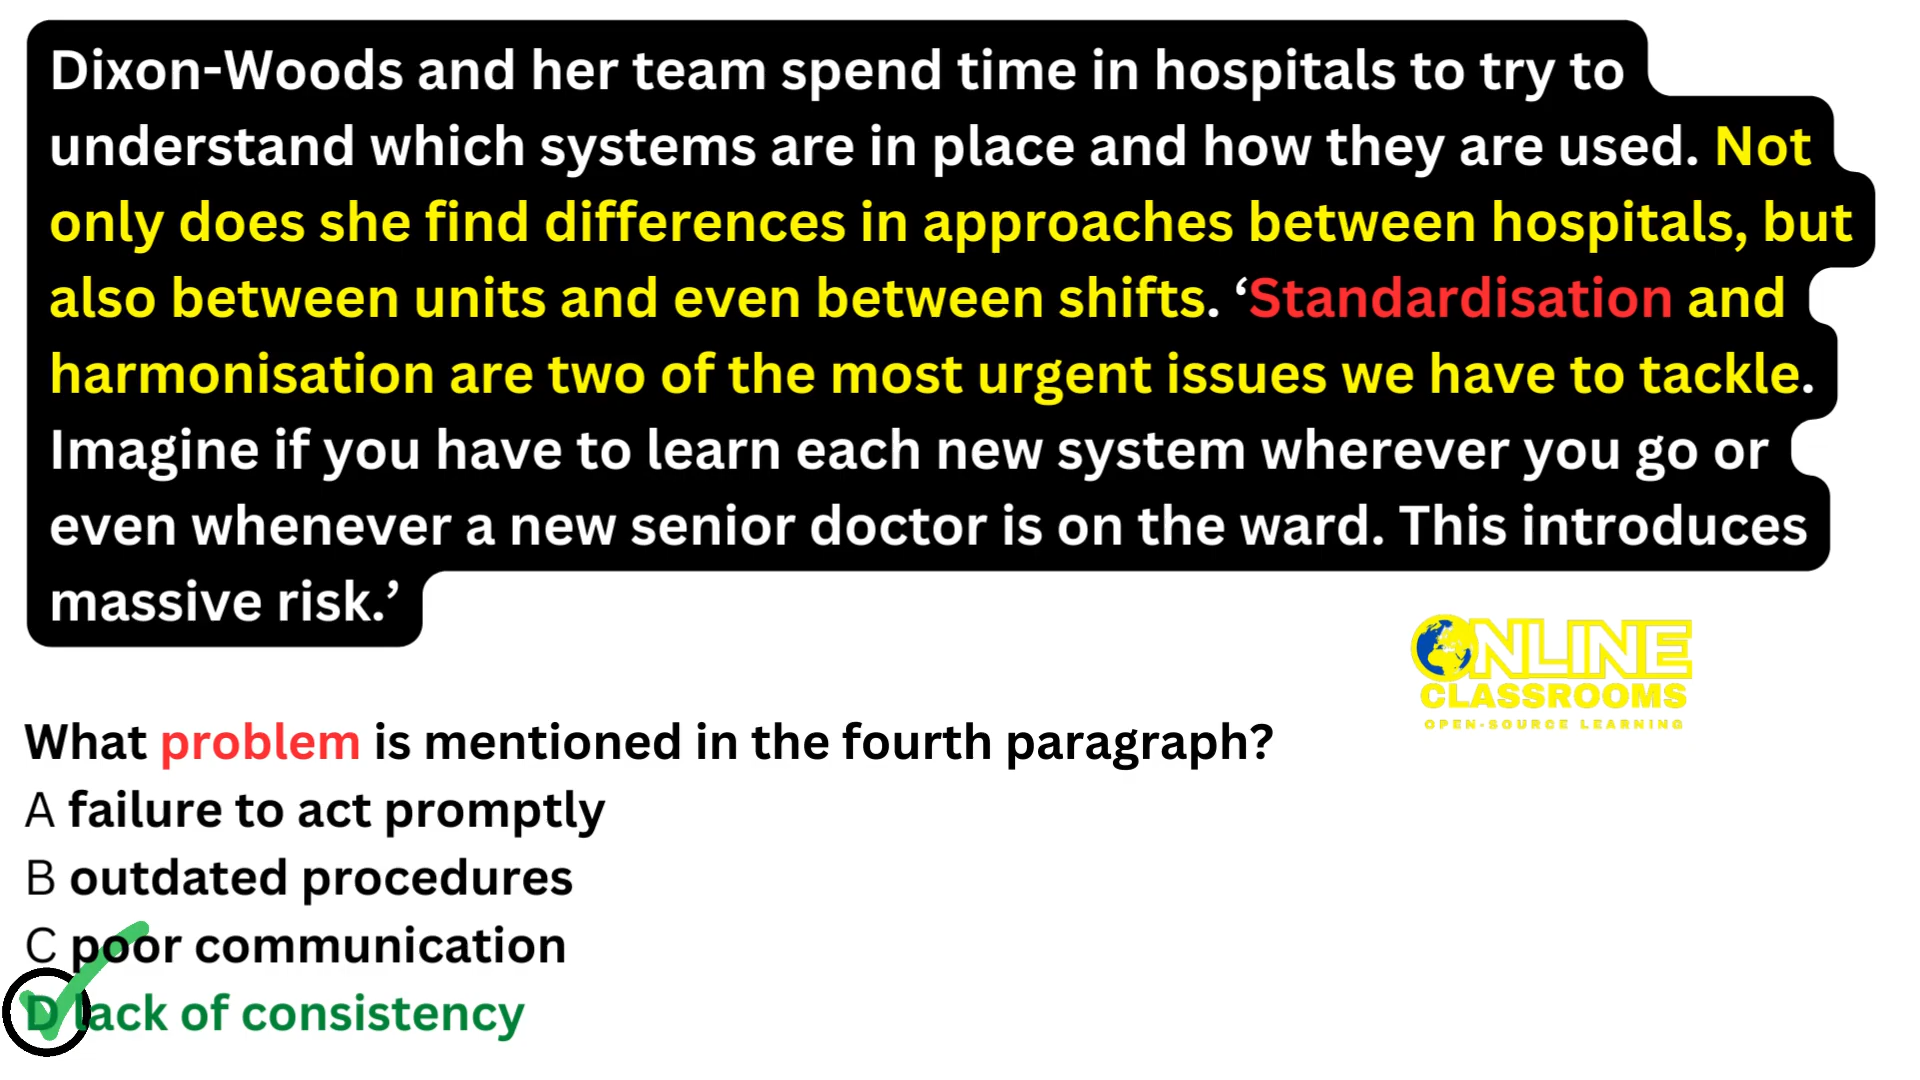 Dixon-Woods and her team spend time in hospitals to try to
understand which systems are in place and how they are used. Not
only does she find differences in approaches between hospitals, but
also between units and even between shifts. ‘Standardisation and
harmonisation are two of the most urgent issues we have to tackle.
Imagine if you have to learn each new system wherever you go or
even whenever a new senior doctor is on the ward. This introduces
massive risk.’
ONLINE
CLASSROOMS
OPEN-SOURCE LEARNING
What problem is mentioned in the fourth paragraph?
A failure to act promptly
B outdated procedures
C poor communication
D lack of consistency